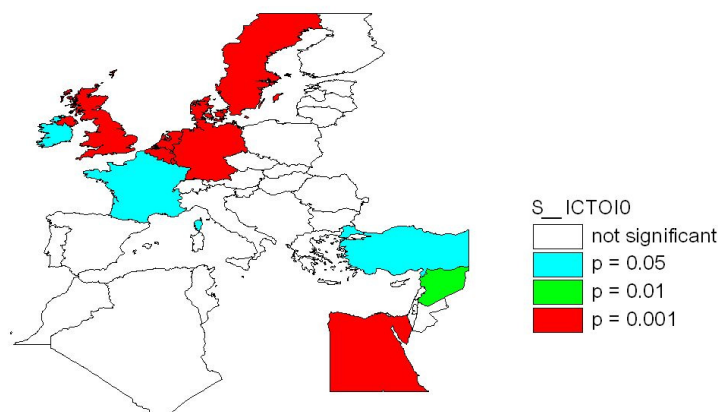 S__ICTOI0
not significant
p = 0.05
p = 0.01
p = 0.001